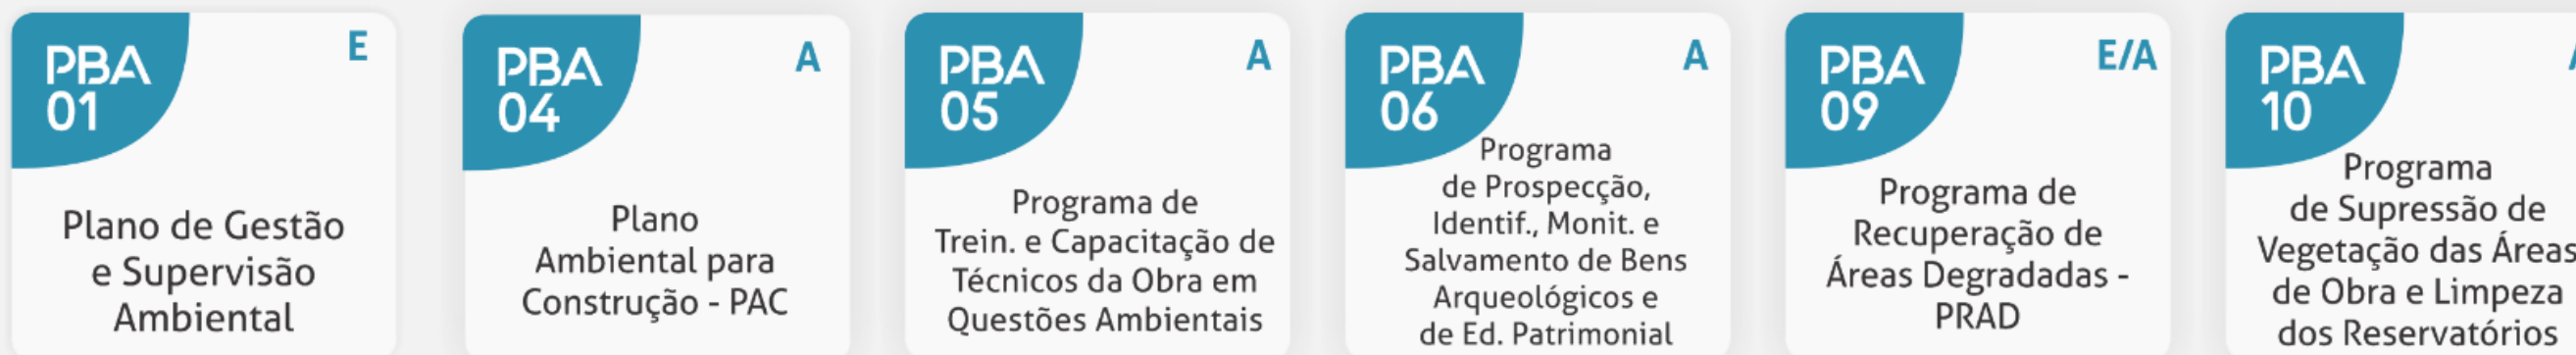 PBA
01
E
Plano de Gestão
e Supervisão
Ambiental
PBA
04
A
Plano
Ambiental para
Construção - PAC
PBA
05
A
Programa de
Trein. e Capacitação de
Técnicos da Obra em
Questões Ambientais
PBA
06
A
Programa
de Prospecção,
Identif., Monit. e
Salvamento de Bens
Arqueológicos e
de Ed. Patrimonial
PBA
09
E/A
Programa de
Recuperação de
Áreas Degradadas -
PRAD
PBA
10
Programa
de Supressão de
Vegetação das Áreas
de Obra e Limpeza
dos Reservatórios